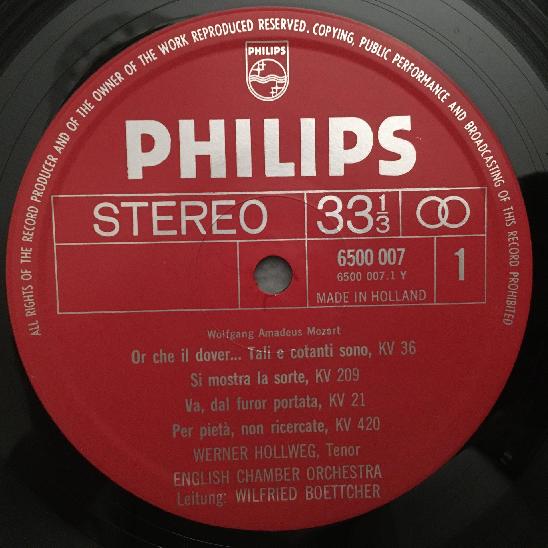 ALL RIGHTS OF THE RECORD PRODUCER AND OF THE OWNER OF THE WORK REPRODUCED RESERVED. COPYING, PUBLIC PERFORMANCE AND BROADCASTING OF THIS RECORD PROHIBITED
PHILIPS
PHILIPS
STEREO 33 1/3
6500 007 1
6500 007.1 Y
MADE IN HOLLAND
Wolfgang Amadeus Mozart
Or che il dover... Tali e cotanti sono, KV 36
Si mostra la sorte, KV 209
Va, dal furor portata, KV 21
Per pietà, non ricercate, KV 420
WERNER HOLLWEG, Tenor
ENGLISH CHAMBER ORCHESTRA
Leitung: WILFRIED BOETTCHER